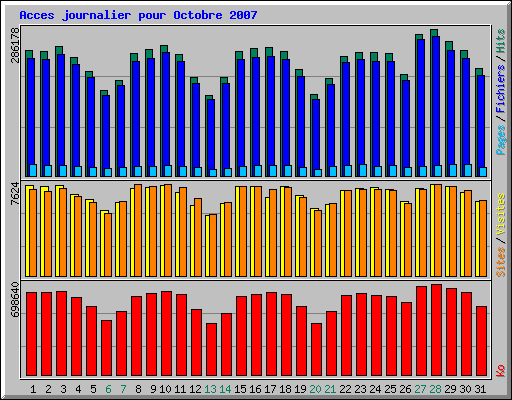 Acces journalier pour Octobre 2007
286178
Pages / Fichiers / Hits
7624
Sites / Visites
698640
Ko
1 2 3 4 5 6 7 8 9 10 11 12 13 14 15 16 17 18 19 20 21 22 23 24 25 26 27 28 29 30 31